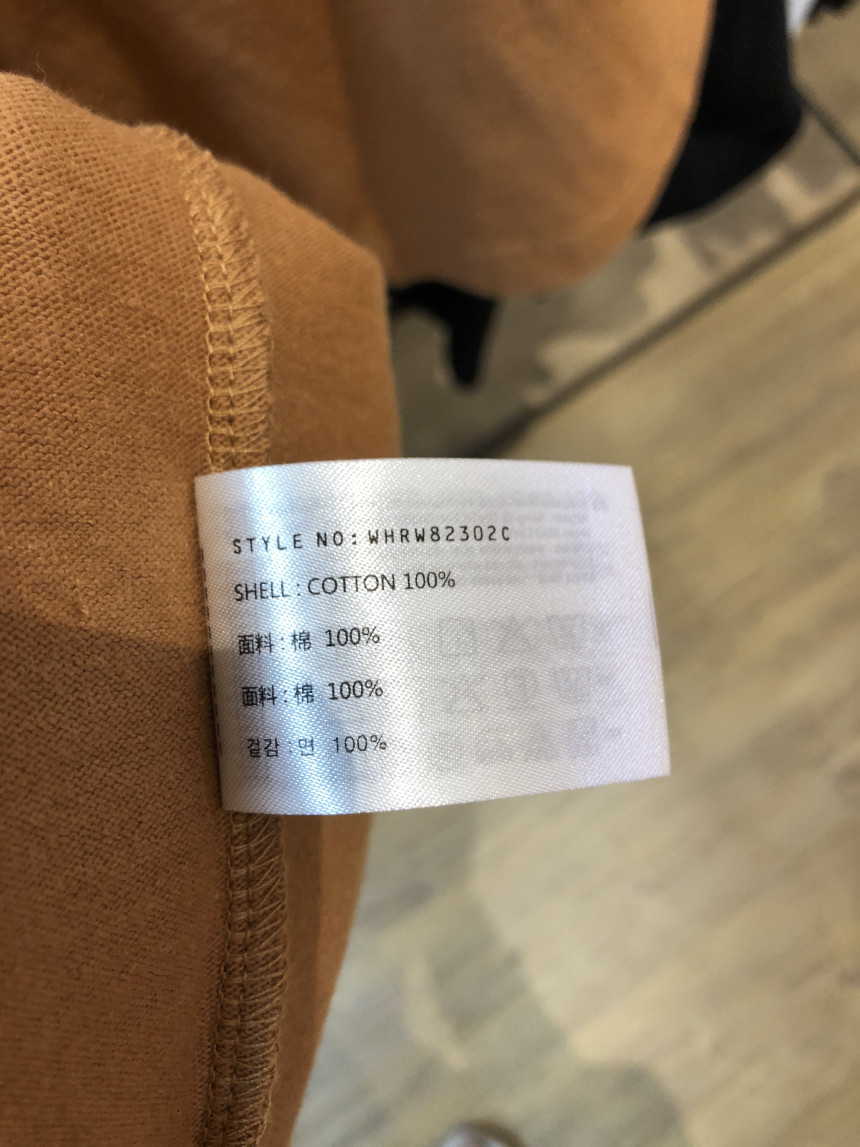 STYLE NO: WHRW82302C
SHELL : COTTON 100%
面料 : 棉 100%
面料 : 棉 100%
겉감 : 면 100%